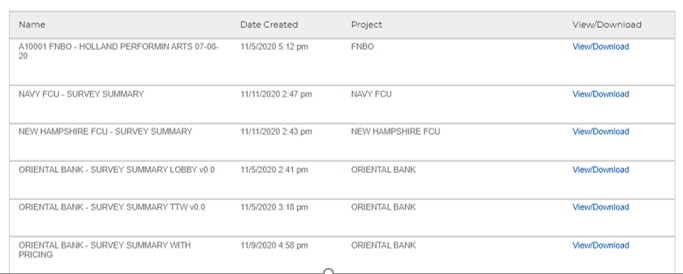 Name Date Created Project View/Download
A10001 FNBO - HOLLAND PERFORMIN ARTS 07-08- 11/5/2020 5:12 pm FNBO View/Download
20
NAVY FCU - SURVEY SUMMARY 11/11/2020 2:47 pm NAVY FCU View/Download
NEW HAMPSHIRE FCU - SURVEY SUMMARY 11/11/2020 2:43 pm NEW HAMPSHIRE FCU View/Download
ORIENTAL BANK - SURVEY SUMMARY LOBBY v0.0 11/5/2020 2:41 pm ORIENTAL BANK View/Download
ORIENTAL BANK - SURVEY SUMMARY TTW v0.0 11/5/2020 3:18 pm ORIENTAL BANK View/Download
ORIENTAL BANK - SURVEY SUMMARY WITH 11/9/2020 4:58 pm ORIENTAL BANK View/Download
PRICING